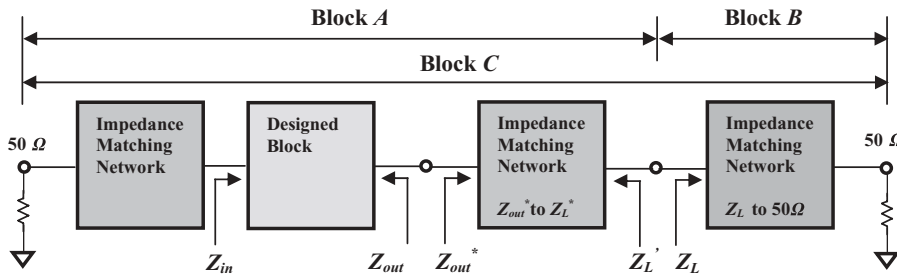 Block A
Block B
Block C
50 Ω
Impedance
Matching
Network
Designed
Block
Impedance
Matching
Network
Zout* to ZL*
Impedance
Matching
Network
ZL to 50Ω
50 Ω
Zin
Zout
Zout*
ZL'
ZL